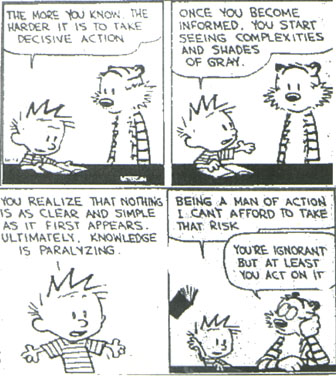 THE MORE YOU KNOW, THE
HARDER IT IS TO TAKE
DECISIVE ACTION
ONCE YOU BECOME
INFORMED, YOU START
SEEING COMPLEXITIES
AND SHADES
OF GRAY.
YOU REALIZE THAT NOTHING
IS AS CLEAR AND SIMPLE
AS IT FIRST APPEARS.
ULTIMATELY, KNOWLEDGE
IS PARALYZING.
BEING A MAN OF ACTION
I CAN'T AFFORD TO TAKE
THAT RISK
YOU'RE IGNORANT
BUT AT LEAST
YOU ACT ON IT